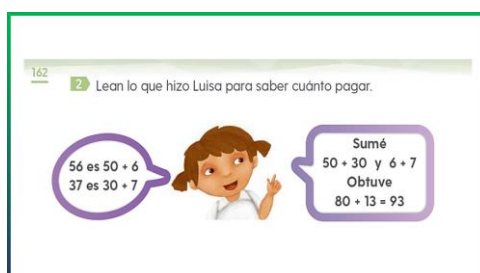 162
2 Lean lo que hizo Luisa para saber cuánto pagar.
56 es 50 + 6
37 es 30 + 7
Sumé
50 + 30 y 6 + 7
Obtuve
80 + 13 = 93